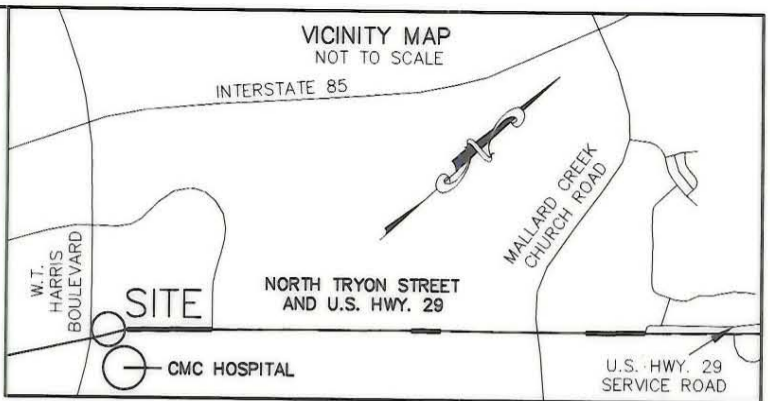 VICINITY MAP
NOT TO SCALE
INTERSTATE 85
MALLARD CREEK
CHURCH ROAD
W.T.
HARRIS
BOULEVARD
SITE
NORTH TRYON STREET
AND U.S. HWY. 29
CMC HOSPITAL
U.S. HWY. 29
SERVICE ROAD